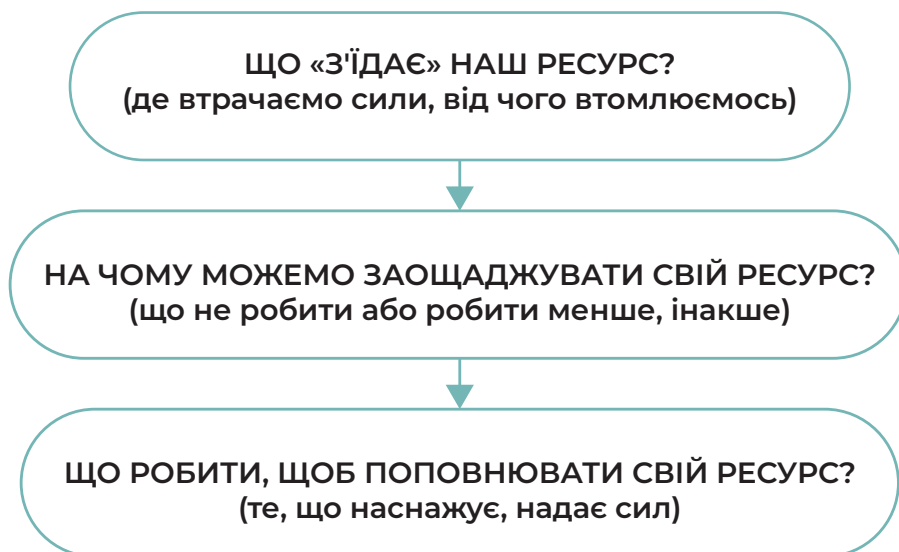 ЩО «З'ЇДАЄ» НАШ РЕСУРС?
(де втрачаємо сили, від чого втомлюємось)
НА ЧОМУ МОЖЕМО ЗАОЩАДЖУВАТИ СВІЙ РЕСУРС?
(що не робити або робити менше, інакше)
ЩО РОБИТИ, ЩОБ ПОПОВНЮВАТИ СВІЙ РЕСУРС?
(те, що наснажує, надає сил)